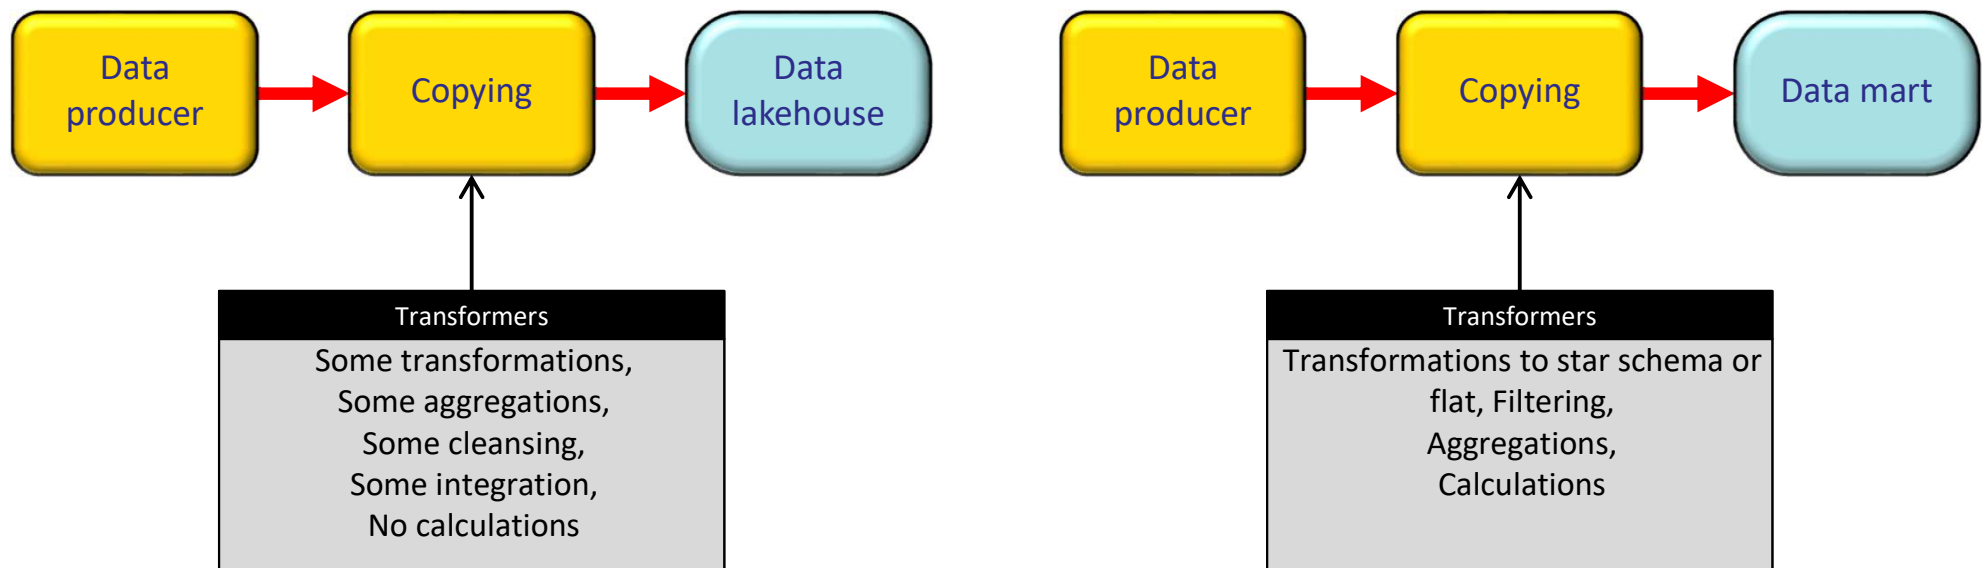 Data
producer
Copying
Data
lakehouse
Transformers
Some transformations,
Some aggregations,
Some cleansing,
Some integration,
No calculations
Data
producer
Copying
Data mart
Transformers
Transformations to star schema or
flat, Filtering,
Aggregations,
Calculations